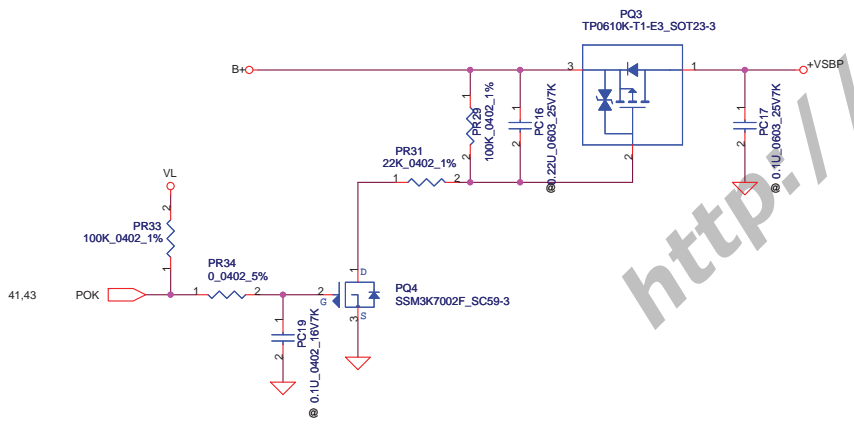 PQ3
TP0610K-T1-E3_SOT23-3
B+
3
1
+VSBP
1
PR29
100K_0402_1%
2
1
PC16
@0.22U_0603_25V7K
2
2
1
PC17
@ 0.1U_0603_25V7K
2
PR31
22K_0402_1%
1
2
VL
2
PR33
100K_0402_1%
1
PR34
0_0402_5%
41,43
POK
1
2
2
G
1
D
S
3
PQ4
SSM3K7002F_SC59-3
1
PC19
@ 0.1U_0402_16V7K
2
http://